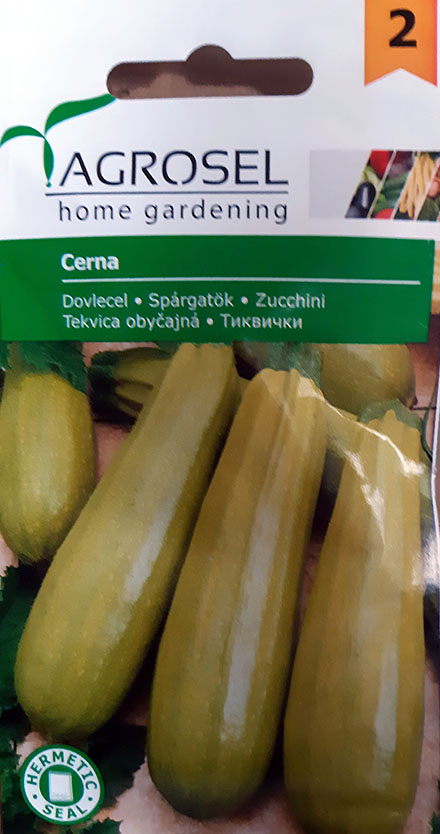 2
AGROSEL
home gardening
Cerna
Dovlecel • Spárgatök • Zucchini
Tekvica obyčajná • Тиквички
• HERMETIC •
SEAL